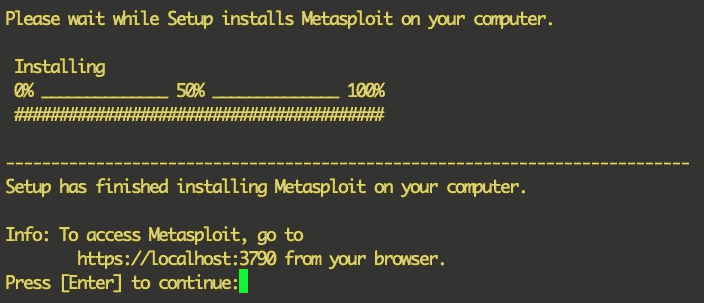 Please wait while Setup installs Metasploit on your computer.
Installing
0% ______________ 50% ______________ 100%
#########################################
----------------------------------------------------------------------------
Setup has finished installing Metasploit on your computer.
Info: To access Metasploit, go to
https://localhost:3790 from your browser.
Press [Enter] to continue: